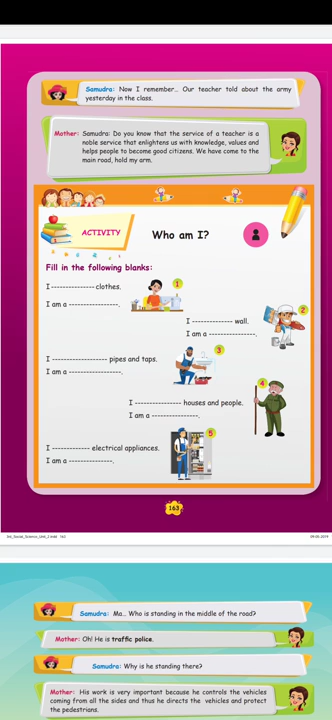 Samudra: Now I remember... Our teacher told about the army
yesterday in the class.
Mother: Samudra: Do you know that the service of a teacher is a
noble service that enlightens us with knowledge, values and
helps people to become good citizens. We have come to the
main road, hold my arm.
ACTIVITY
Who am I?
Fill in the following blanks:
I --------------- clothes.
I am a -----------------.
1
I -------------- wall.
I am a ----------------.
2
I ------------------- pipes and taps.
I am a ------------------.
3
I ---------------- houses and people.
I am a ----------------.
4
I ------------- electrical appliances.
I am a ---------------.
5
163
3rd_Social_Science_Unit_2.indd 163
09-05-2019
Samudra: Ma... Who is standing in the middle of the road?
Mother: Oh! He is traffic police.
Samudra: Why is he standing there?
Mother: His work is very important because he controls the vehicles
coming from all the sides and thus he directs the vehicles and protect
the pedestrians.